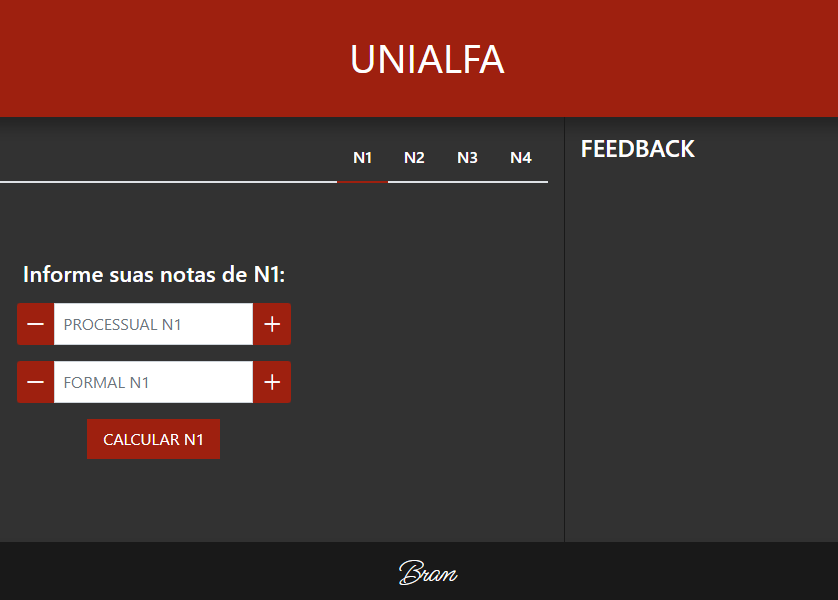 UNIALFA
N1 N2 N3 N4
FEEDBACK
Informe suas notas de N1:
PROCESSUAL N1
FORMAL N1
CALCULAR N1
Bran